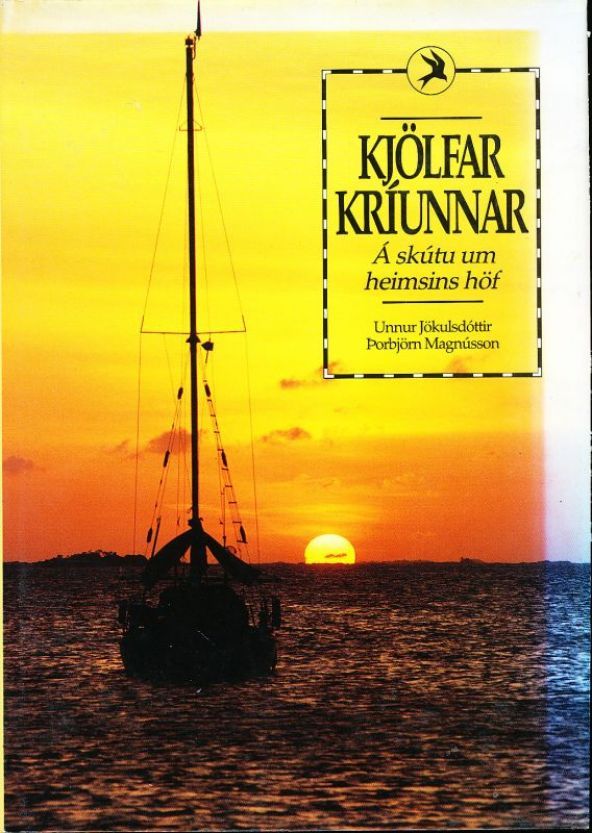 KJÖLFAR
KRÍUNNAR
Á skútu um
heimsins höf
Unnur Jökulsdóttir
Þorbjörn Magnússon